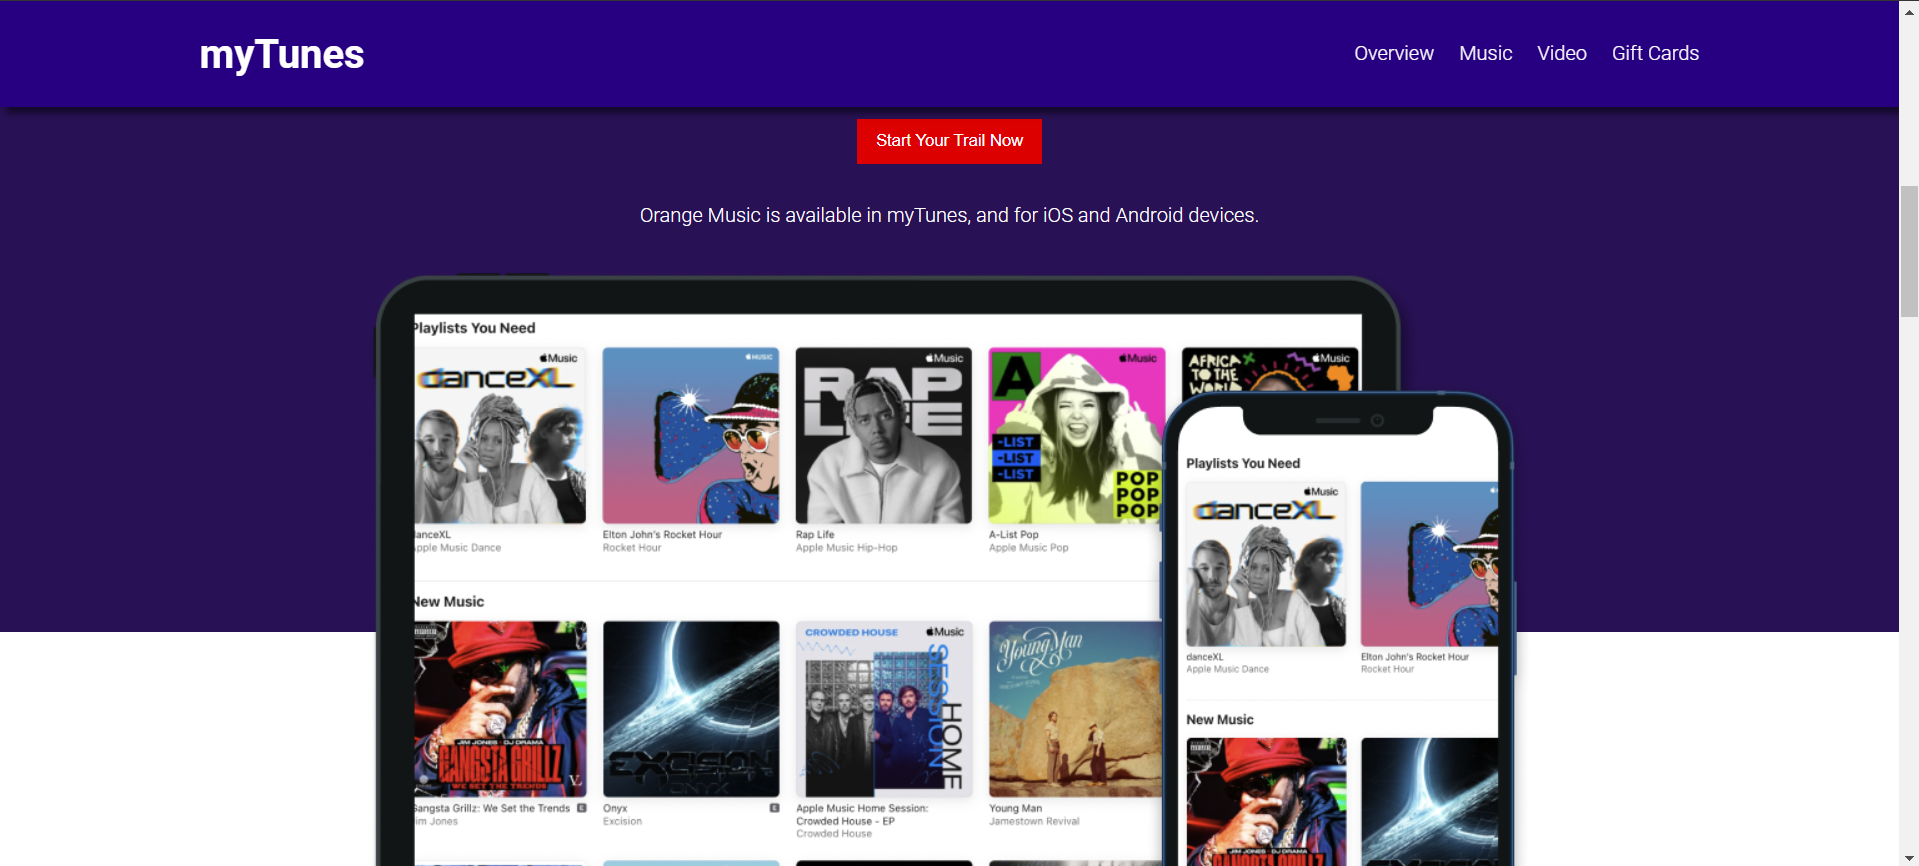 myTunes
Overview Music Video Gift Cards
Start Your Trail Now
Orange Music is available in myTunes, and for iOS and Android devices.
Playlists You Need
Music
danceXL
MUSIC
Music
RAP
LIFE
Music
A
-LIST
-LIST
-LIST
POP
POP
POP
Music
AFRICA
TO THE
WORLD
danceXL
Apple Music Dance
Elton John's Rocket Hour
Rocket Hour
Rap Life
Apple Music Hip-Hop
A-List Pop
Apple Music Pop
New Music
JIM JONES · DJ DRAMA
GANGSTA GRILLZ
WE SET THE TRENDS
EXCISION
ONYX
CROWDED HOUSE
Music
SESSION
HOME
Young Man
Gangsta Grillz: We Set the Trends E
Jim Jones
Onyx E
Excision
Apple Music Home Session:
Crowded House - EP
Crowded House
Young Man
Jamestown Revival
Playlists You Need
Music
danceXL
danceXL
Apple Music Dance
Elton John's Rocket Hour
Rocket Hour
New Music
JIM JONES · DJ DRAMA
GANGSTA GRILLZ
EXCISION